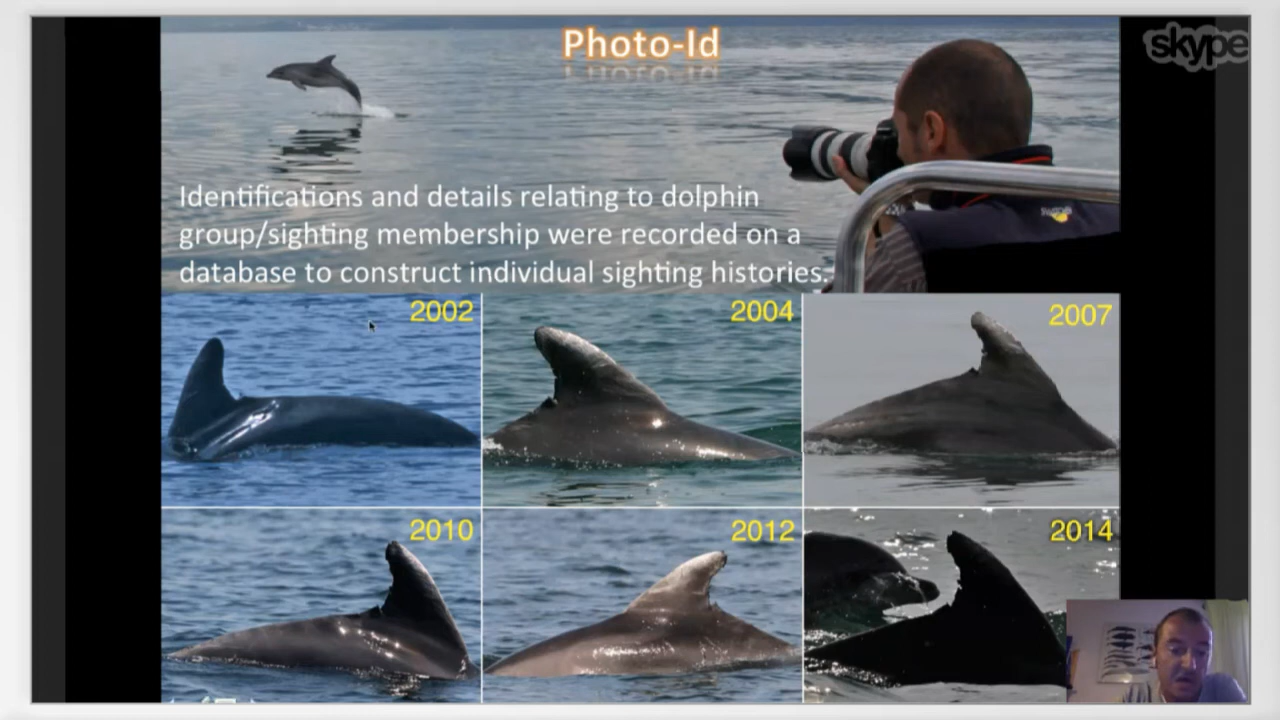 Photo-Id
skype
Identifications and details relating to dolphin
group/sighting membership were recorded on a
database to construct individual sighting histories.
2002
2004
2007
2010
2012
2014